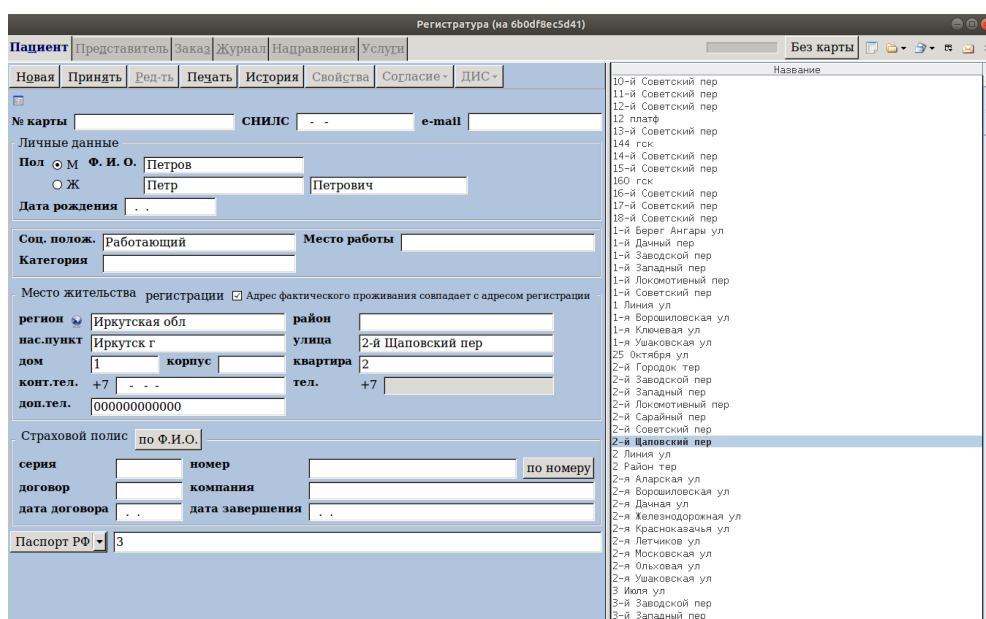 Регистратура (на 6b0df8ec5d41)
Пациент Представитель Заказ Журнал Направления Услуги Без карты
Новая Принять Ред-ть Печать История Свойства Согласие ДИС
№ карты СНИЛС - - e-mail
Личные данные
Пол М Ф. И. О. Петров
Ж Петр Петрович
Дата рождения . .
Соц. полож. Работающий Место работы
Категория
Место жительства регистрации Адрес фактического проживания совпадает с адресом регистрации
регион Иркутская обл район
нас.пункт Иркутск г улица 2-й Щаповский пер
дом 1 корпус квартира 2
конт.тел. +7 - - - тел. +7
доп.тел. 000000000000
Страховой полис по Ф.И.О.
серия номер по номеру
договор компания
дата договора . . дата завершения . .
Паспорт РФ 3
Название
10-й Советский пер
11-й Советский пер
12-й Советский пер
12 платф
13-й Советский пер
144 гск
14-й Советский пер
15-й Советский пер
160 гск
16-й Советский пер
17-й Советский пер
18-й Советский пер
1-й Берег Ангары ул
1-й Дачный пер
1-й Заводской пер
1-й Западный пер
1-й Локомотивный пер
1-й Советский пер
1 Линия ул
1-я Ворошиловская ул
1-я Ключевая ул
1-я Ушаковская ул
25 Октября ул
2-й Городок тер
2-й Заводской пер
2-й Западный пер
2-й Локомотивный пер
2-й Сарайный пер
2-й Советский пер
2-й Щаповский пер
2 Линия ул
2 Район тер
2-я Аларская ул
2-я Ворошиловская ул
2-я Дачная ул
2-я Железнодорожная ул
2-я Красноказачья ул
2-я Летчиков ул
2-я Московская ул
2-я Ольховая ул
2-я Ушаковская ул
3 Июля ул
3-й Заводской пер
3-й Западный пер